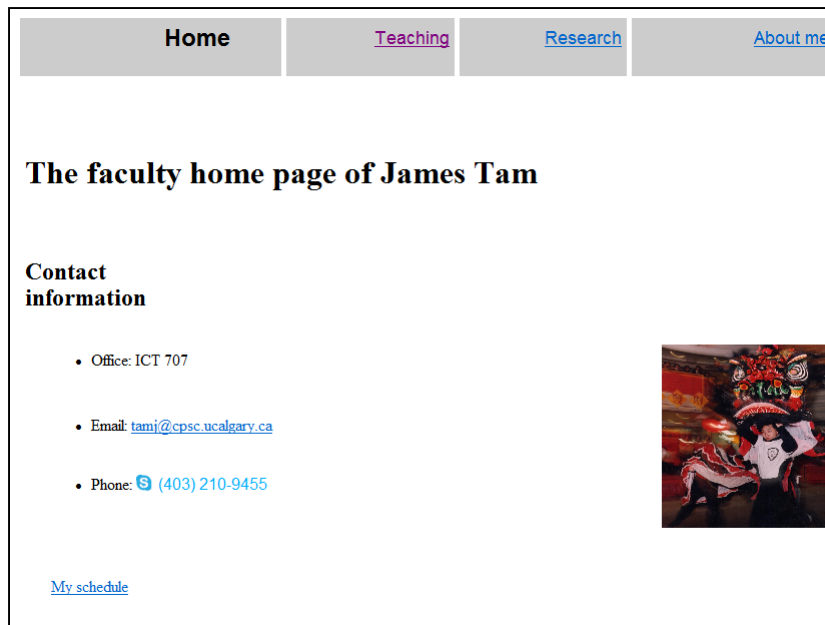 Home Teaching Research About me
The faculty home page of James Tam
Contact
information
• Office: ICT 707
• Email: tamj@cpsc.ucalgary.ca
• Phone: (403) 210-9455
My schedule